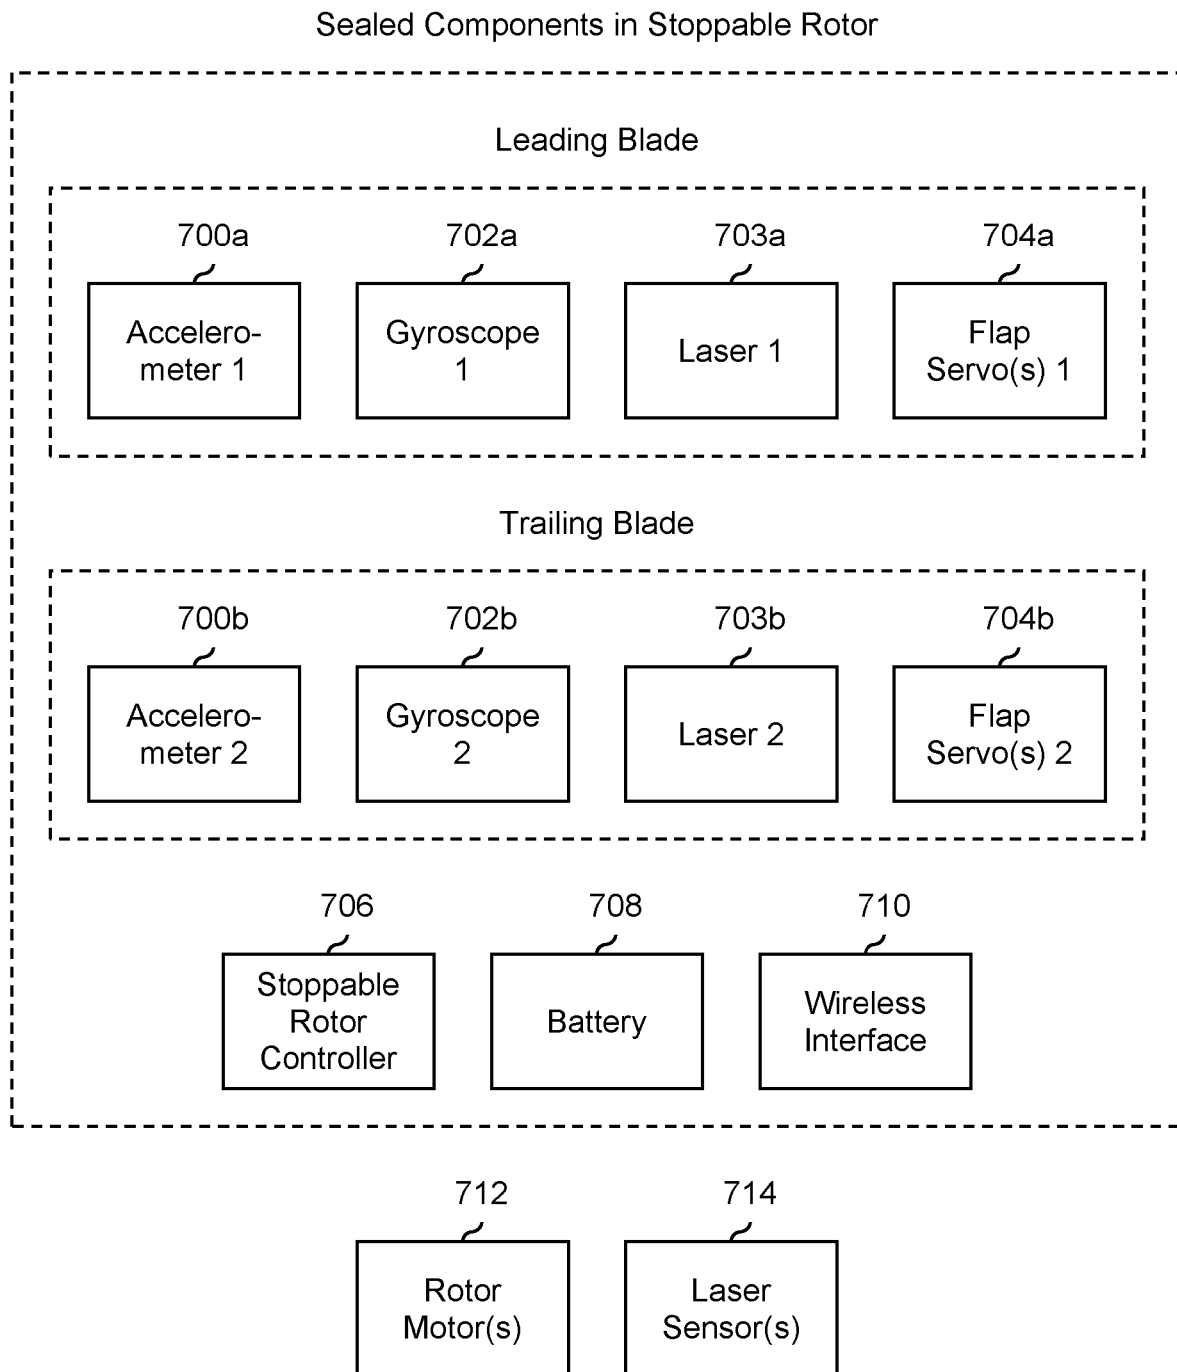 Sealed Components in Stoppable Rotor
Leading Blade
700a
702a
703a
704a
Accelero-
meter 1
Gyroscope
1
Laser 1
Flap
Servo(s) 1
Trailing Blade
700b
702b
703b
704b
Accelero-
meter 2
Gyroscope
2
Laser 2
Flap
Servo(s) 2
706
708
710
Stoppable
Rotor
Controller
Battery
Wireless
Interface
712
714
Rotor
Motor(s)
Laser
Sensor(s)